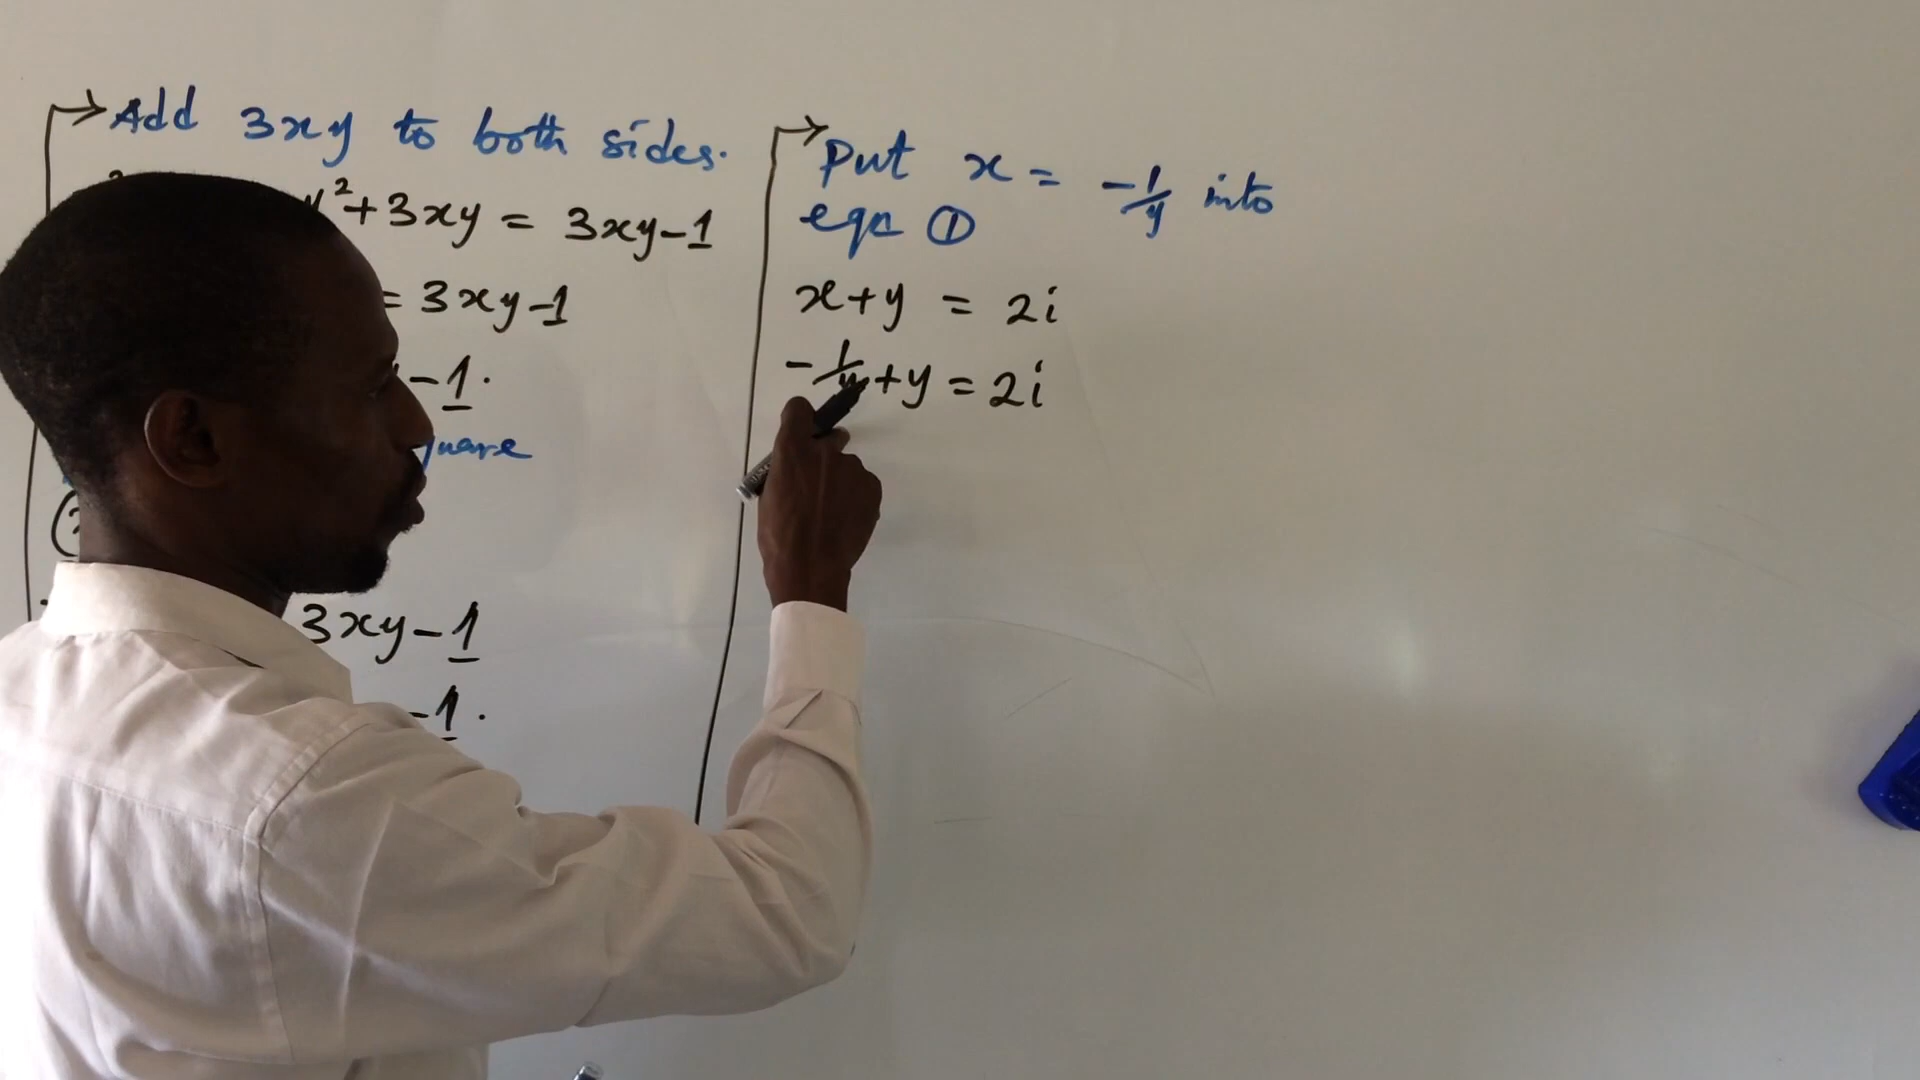 Add 3xy to both sides.
y²+3xy = 3xy-1
= 3xy-1
-1.
quare
(
3xy-1
-1.
Put x = -1/y into
eqn ①
x+y = 2i
-1/y+y = 2i